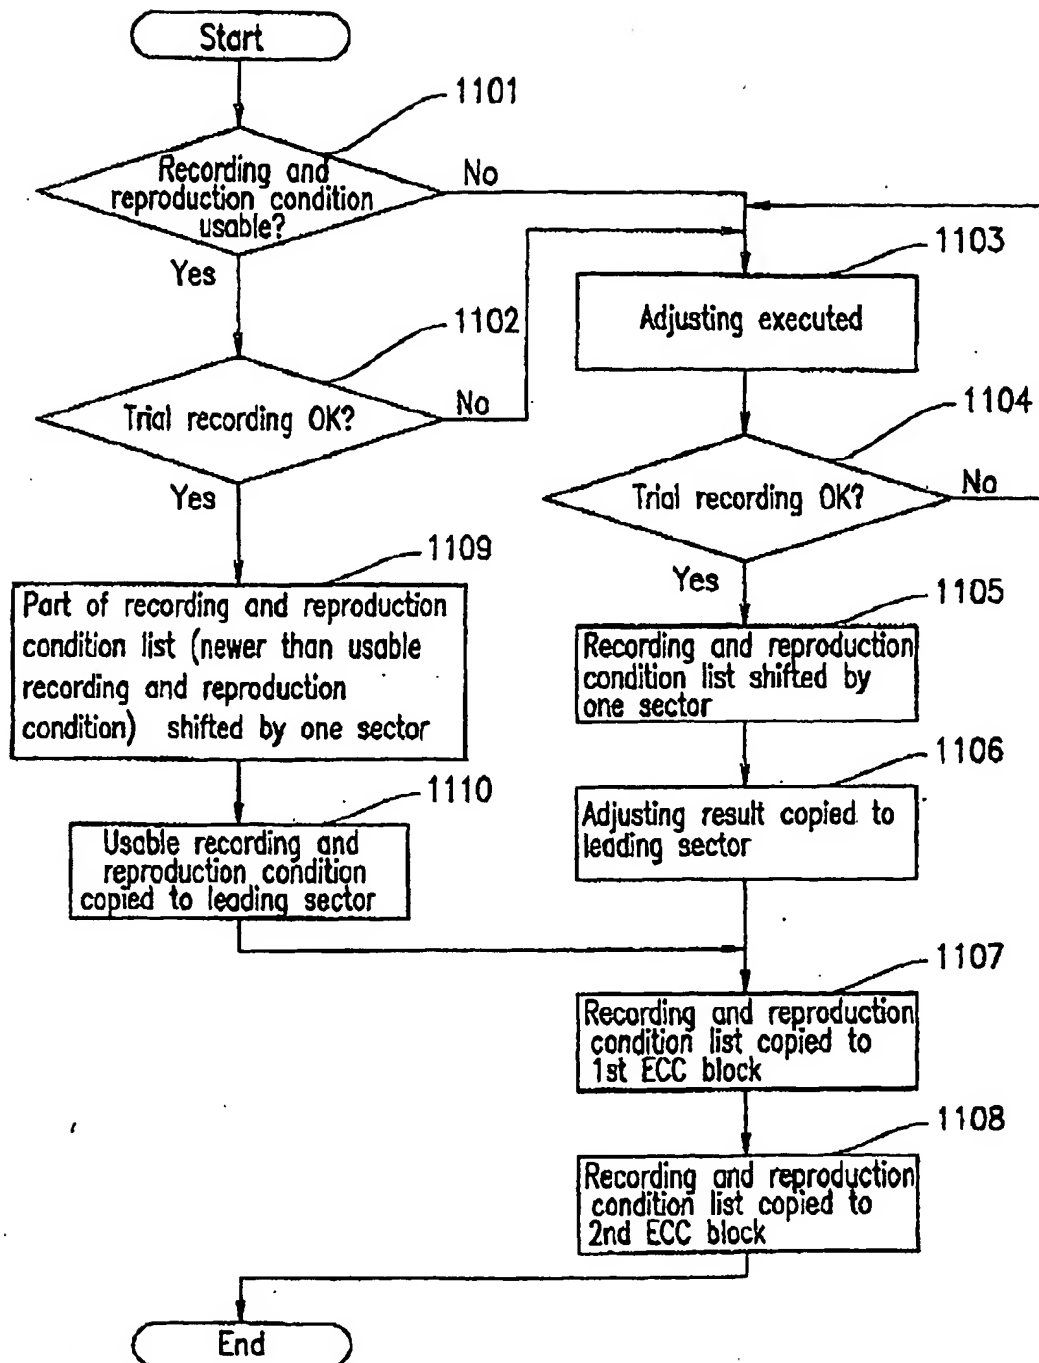 Start
1101
Recording and
reproduction condition
usable?
No
Yes
1102
Trial recording OK?
No
Yes
1103
Adjusting executed
1104
Trial recording OK?
No
Yes
1109
Part of recording and reproduction
condition list (newer than usable
recording and reproduction
condition) shifted by one sector
1105
Recording and reproduction
condition list shifted by
one sector
1110
Usable recording and
reproduction condition
copied to leading sector
1106
Adjusting result copied to
leading sector
1107
Recording and reproduction
condition list copied to
1st ECC block
1108
Recording and reproduction
condition list copied to
2nd ECC block
End